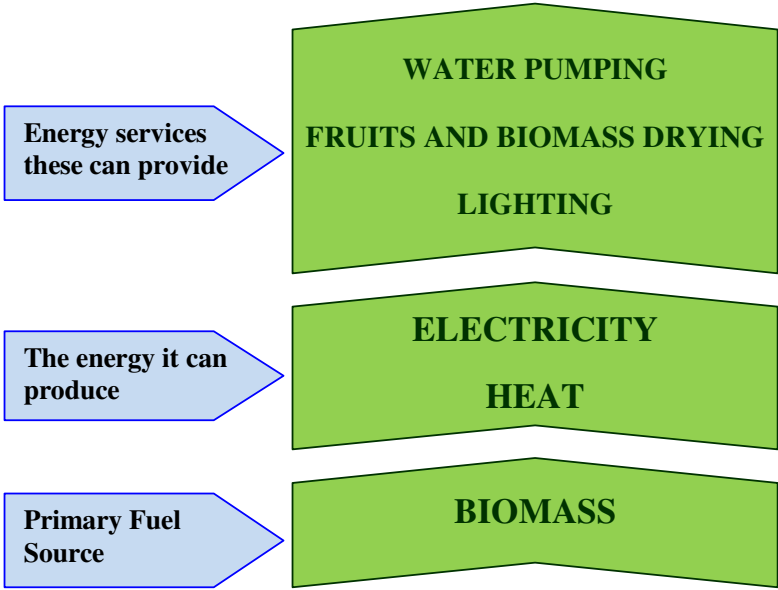 Energy services
these can provide
WATER PUMPING
FRUITS AND BIOMASS DRYING
LIGHTING
The energy it can
produce
ELECTRICITY
HEAT
Primary Fuel
Source
BIOMASS